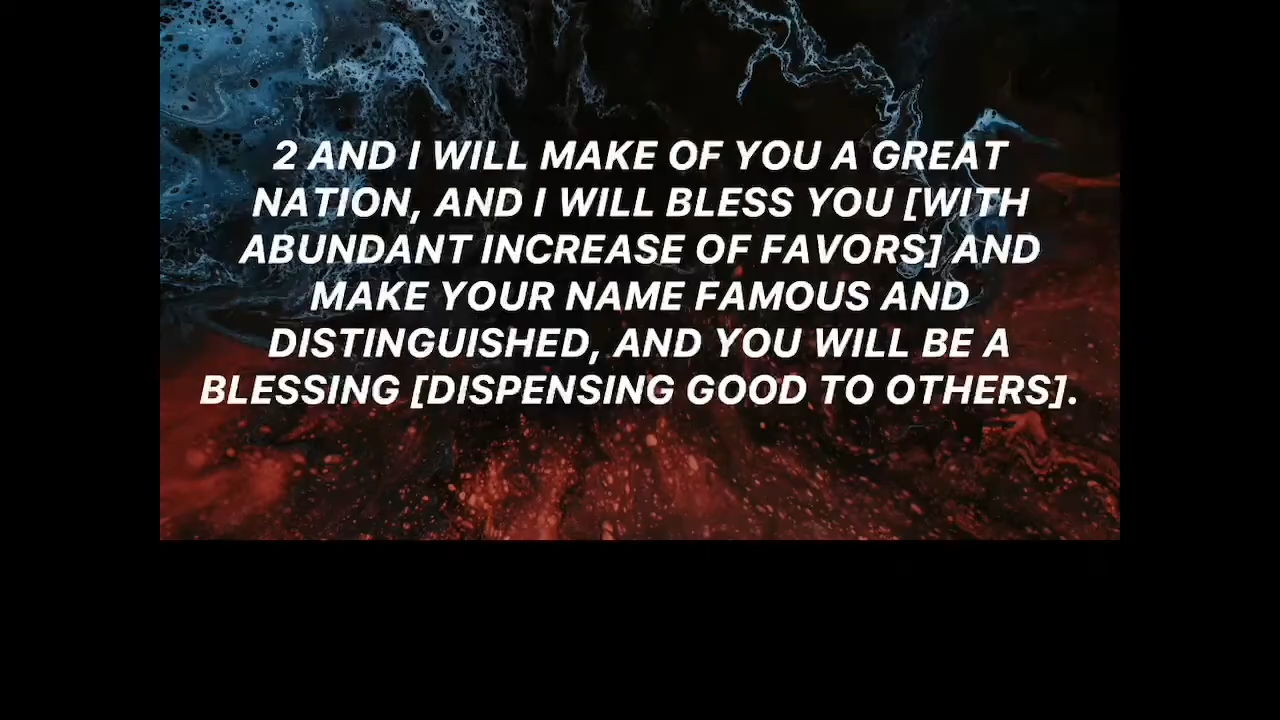 2 AND I WILL MAKE OF YOU A GREAT
NATION, AND I WILL BLESS YOU [WITH
ABUNDANT INCREASE OF FAVORS] AND
MAKE YOUR NAME FAMOUS AND
DISTINGUISHED, AND YOU WILL BE A
BLESSING [DISPENSING GOOD TO OTHERS].